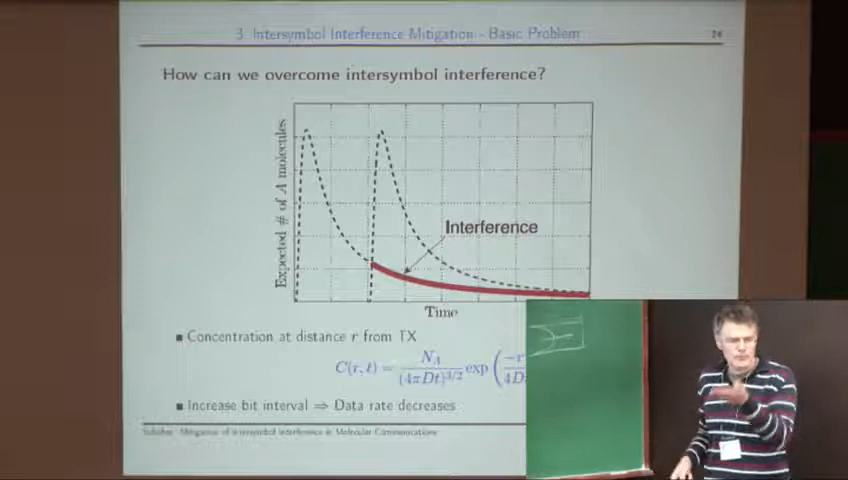 3 Intersymbol Interference Mitigation - Basic Problem 24
How can we overcome intersymbol interference?
Expected # of A molecules
Interference
Time
■ Concentration at distance r from TX
C(r, t) = N_A / (4πDt)^{3/2} exp ( -r / 4D
■ Increase bit interval ⇒ Data rate decreases
Mitigation of Intersymbol Interference in Molecular Communications